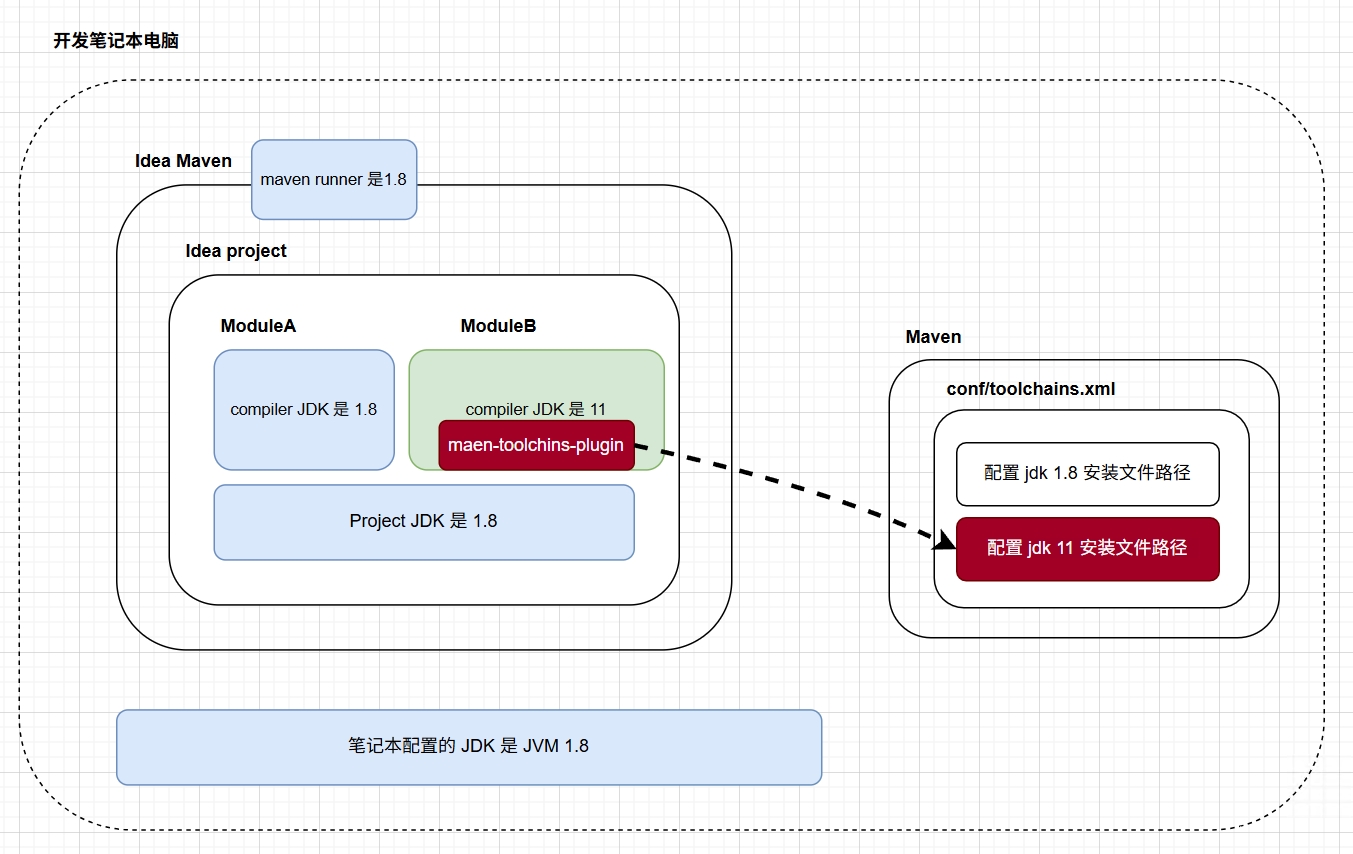 开发笔记本电脑
Idea Maven
maven runner 是1.8
Idea project
ModuleA
ModuleB
compiler JDK 是 1.8
compiler JDK 是 11
maen-toolchins-plugin
Project JDK 是 1.8
Maven
conf/toolchains.xml
配置 jdk 1.8 安装文件路径
配置 jdk 11 安装文件路径
笔记本配置的 JDK 是 JVM 1.8